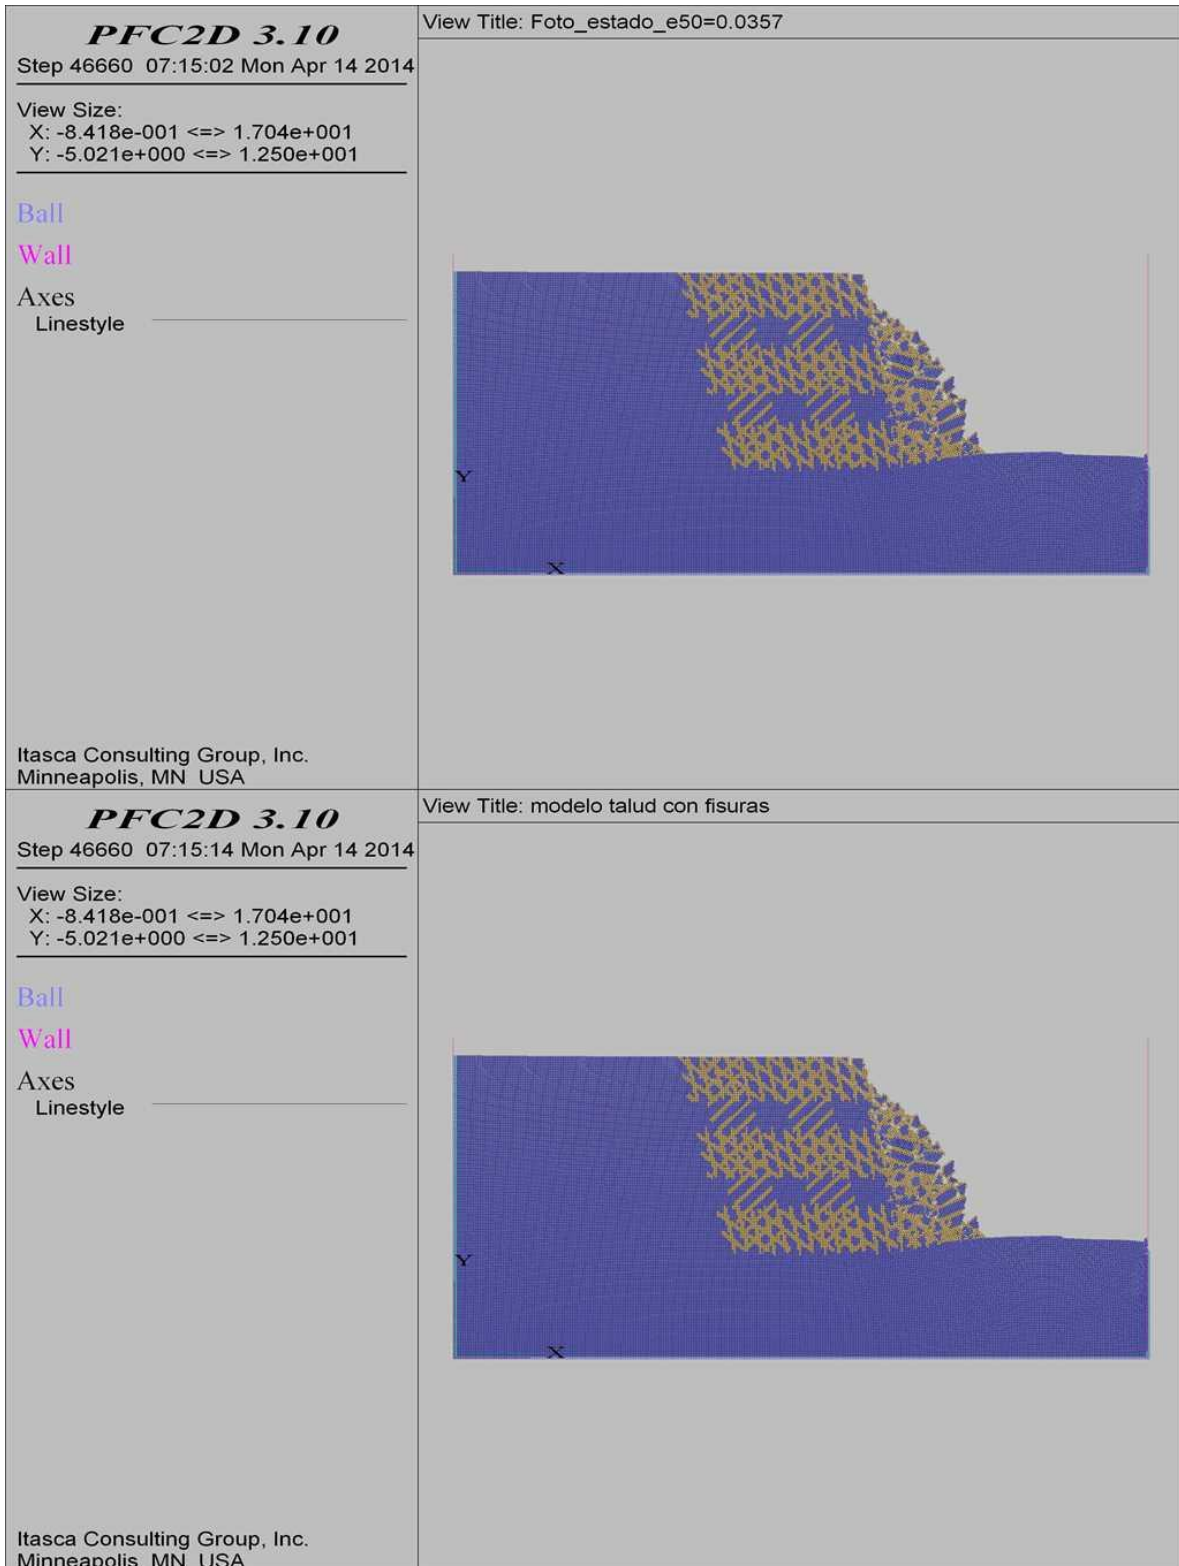 PFC2D 3.10
Step 46660 07:15:02 Mon Apr 14 2014
View Size:
X: -8.418e-001 <=> 1.704e+001
Y: -5.021e+000 <=> 1.250e+001
Ball
Wall
Axes
Linestyle
Itasca Consulting Group, Inc.
Minneapolis, MN USA
View Title: Foto_estado_e50=0.0357
Y
X
PFC2D 3.10
Step 46660 07:15:14 Mon Apr 14 2014
View Size:
X: -8.418e-001 <=> 1.704e+001
Y: -5.021e+000 <=> 1.250e+001
Ball
Wall
Axes
Linestyle
Itasca Consulting Group, Inc.
Minneapolis, MN USA
View Title: modelo talud con fisuras
Y
X